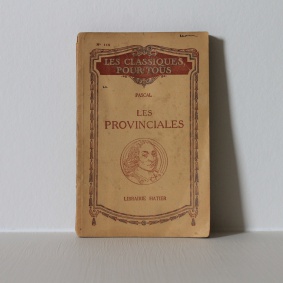 LES CLASSIQUES
POUR TOUS
PASCAL
LES
PROVINCIALES
LIBRAIRIE HATIER